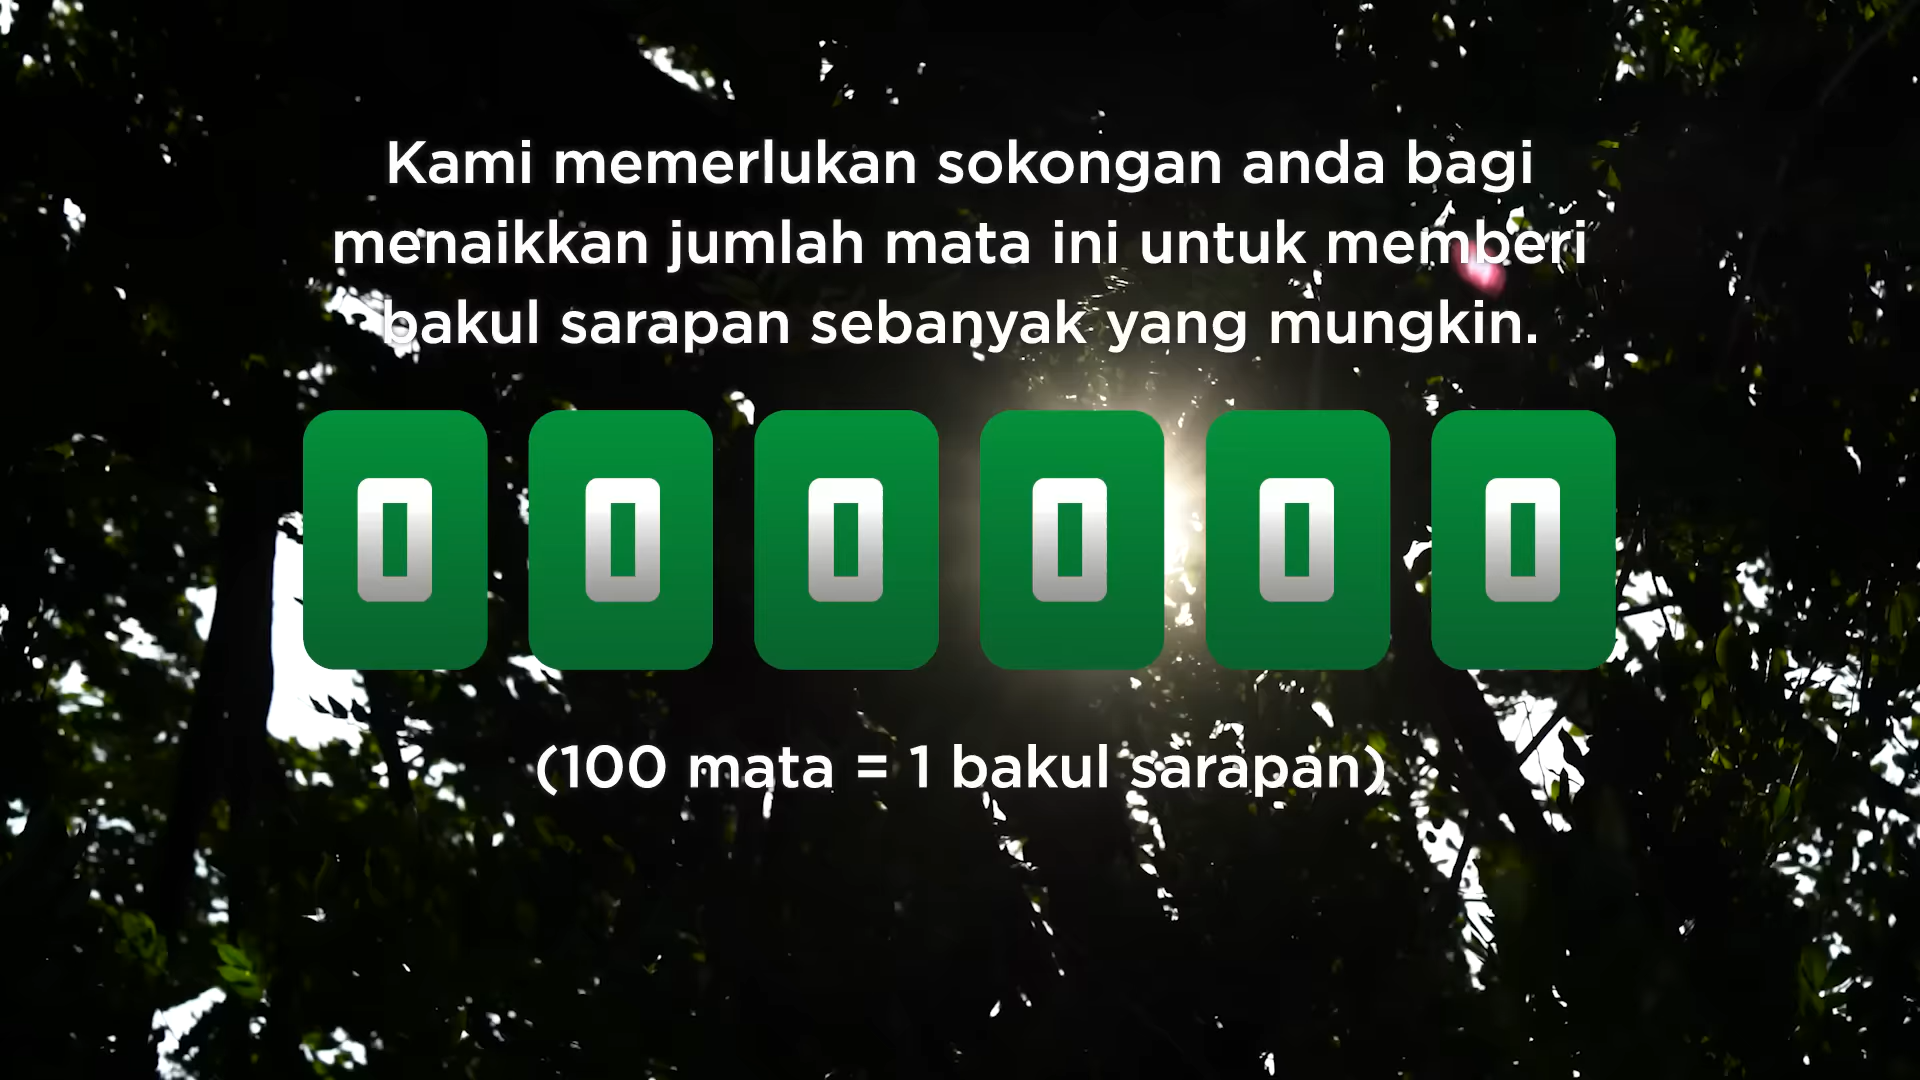 Kami memerlukan sokongan anda bagi
menaikkan jumlah mata ini untuk memberi
bakul sarapan sebanyak yang mungkin.
0 0 0 0 0 0
(100 mata = 1 bakul sarapan)